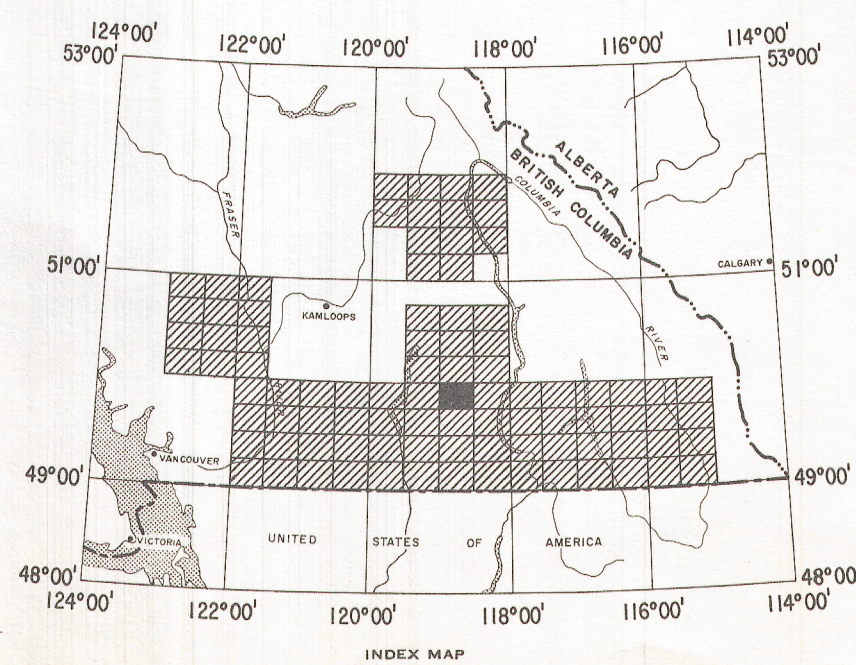 124°00' 122°00' 120°00' 118°00' 116°00' 114°00'
53°00' 53°00'
ALBERTA
BRITISH COLUMBIA
COLUMBIA
FRASER
51°00' CALGARY 51°00'
KAMLOOPS
RIVER
VANCOUVER
49°00' 49°00'
VICTORIA UNITED STATES OF AMERICA
48°00' 48°00
124°00' 122°00' 120°00' 118°00' 116°00' 114°00'
INDEX MAP